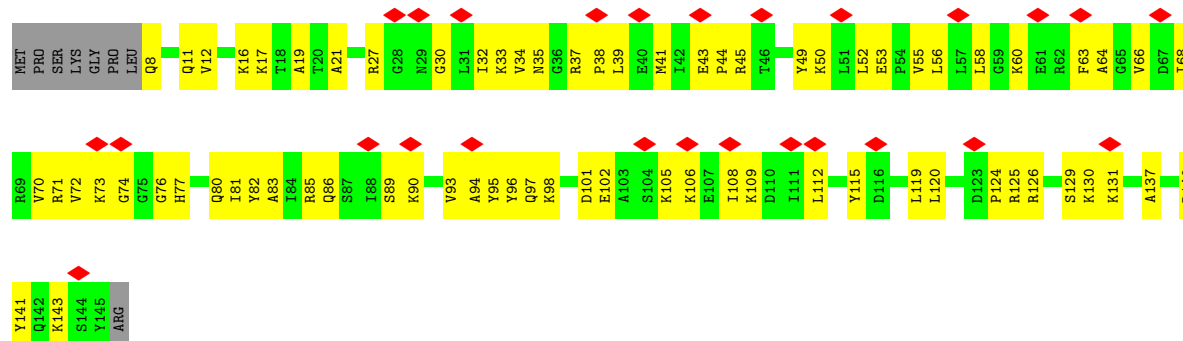 MET PRO SER LYS GLY PRO LEU Q8 Q11 V12 K16 K17 T18 A19 T20 A21 R27 G28 N29 G30 L31 I32 K33 V34 N35 G36 R37 P38 L39 E40 M41 I42 E43 P44 R45 T46 Y49 K50 L51 L52 E53 P54 V55 L56 L57 L58 G59 K60 E61 R62 F63 A64 G65 V66 D67 I68
R69 V70 R71 V72 K73 G74 G75 G76 H77 Q80 I81 Y82 A83 I84 R85 Q86 S87 I88 S89 K90 V93 A94 Y95 Y96 Q97 K98 D101 E102 A103 S104 K105 K106 E107 I108 K109 D110 I111 L112 Y115 D116 L119 L120 D123 P124 R125 R126 S129 K130 K131 A137
Y141 Q142 K143 S144 Y145 ARG